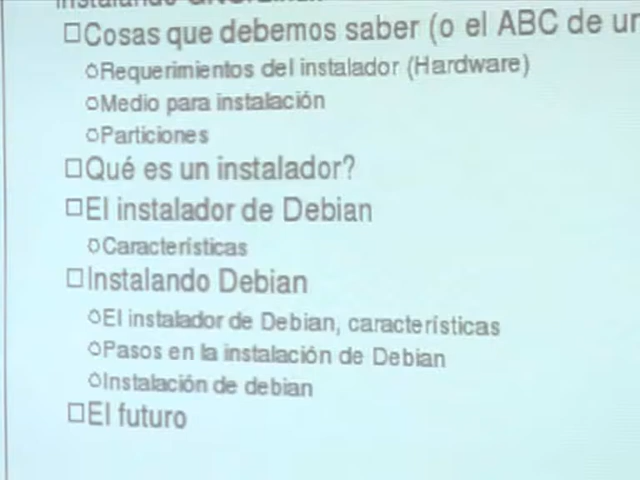 Instalando
Cosas que debemos saber (o el ABC de un
Requerimientos del instalador (Hardware)
Medio para instalación
Particiones
Qué es un instalador?
El instalador de Debian
Características
Instalando Debian
El instalador de Debian, características
Pasos en la instalación de Debian
Instalación de debian
El futuro